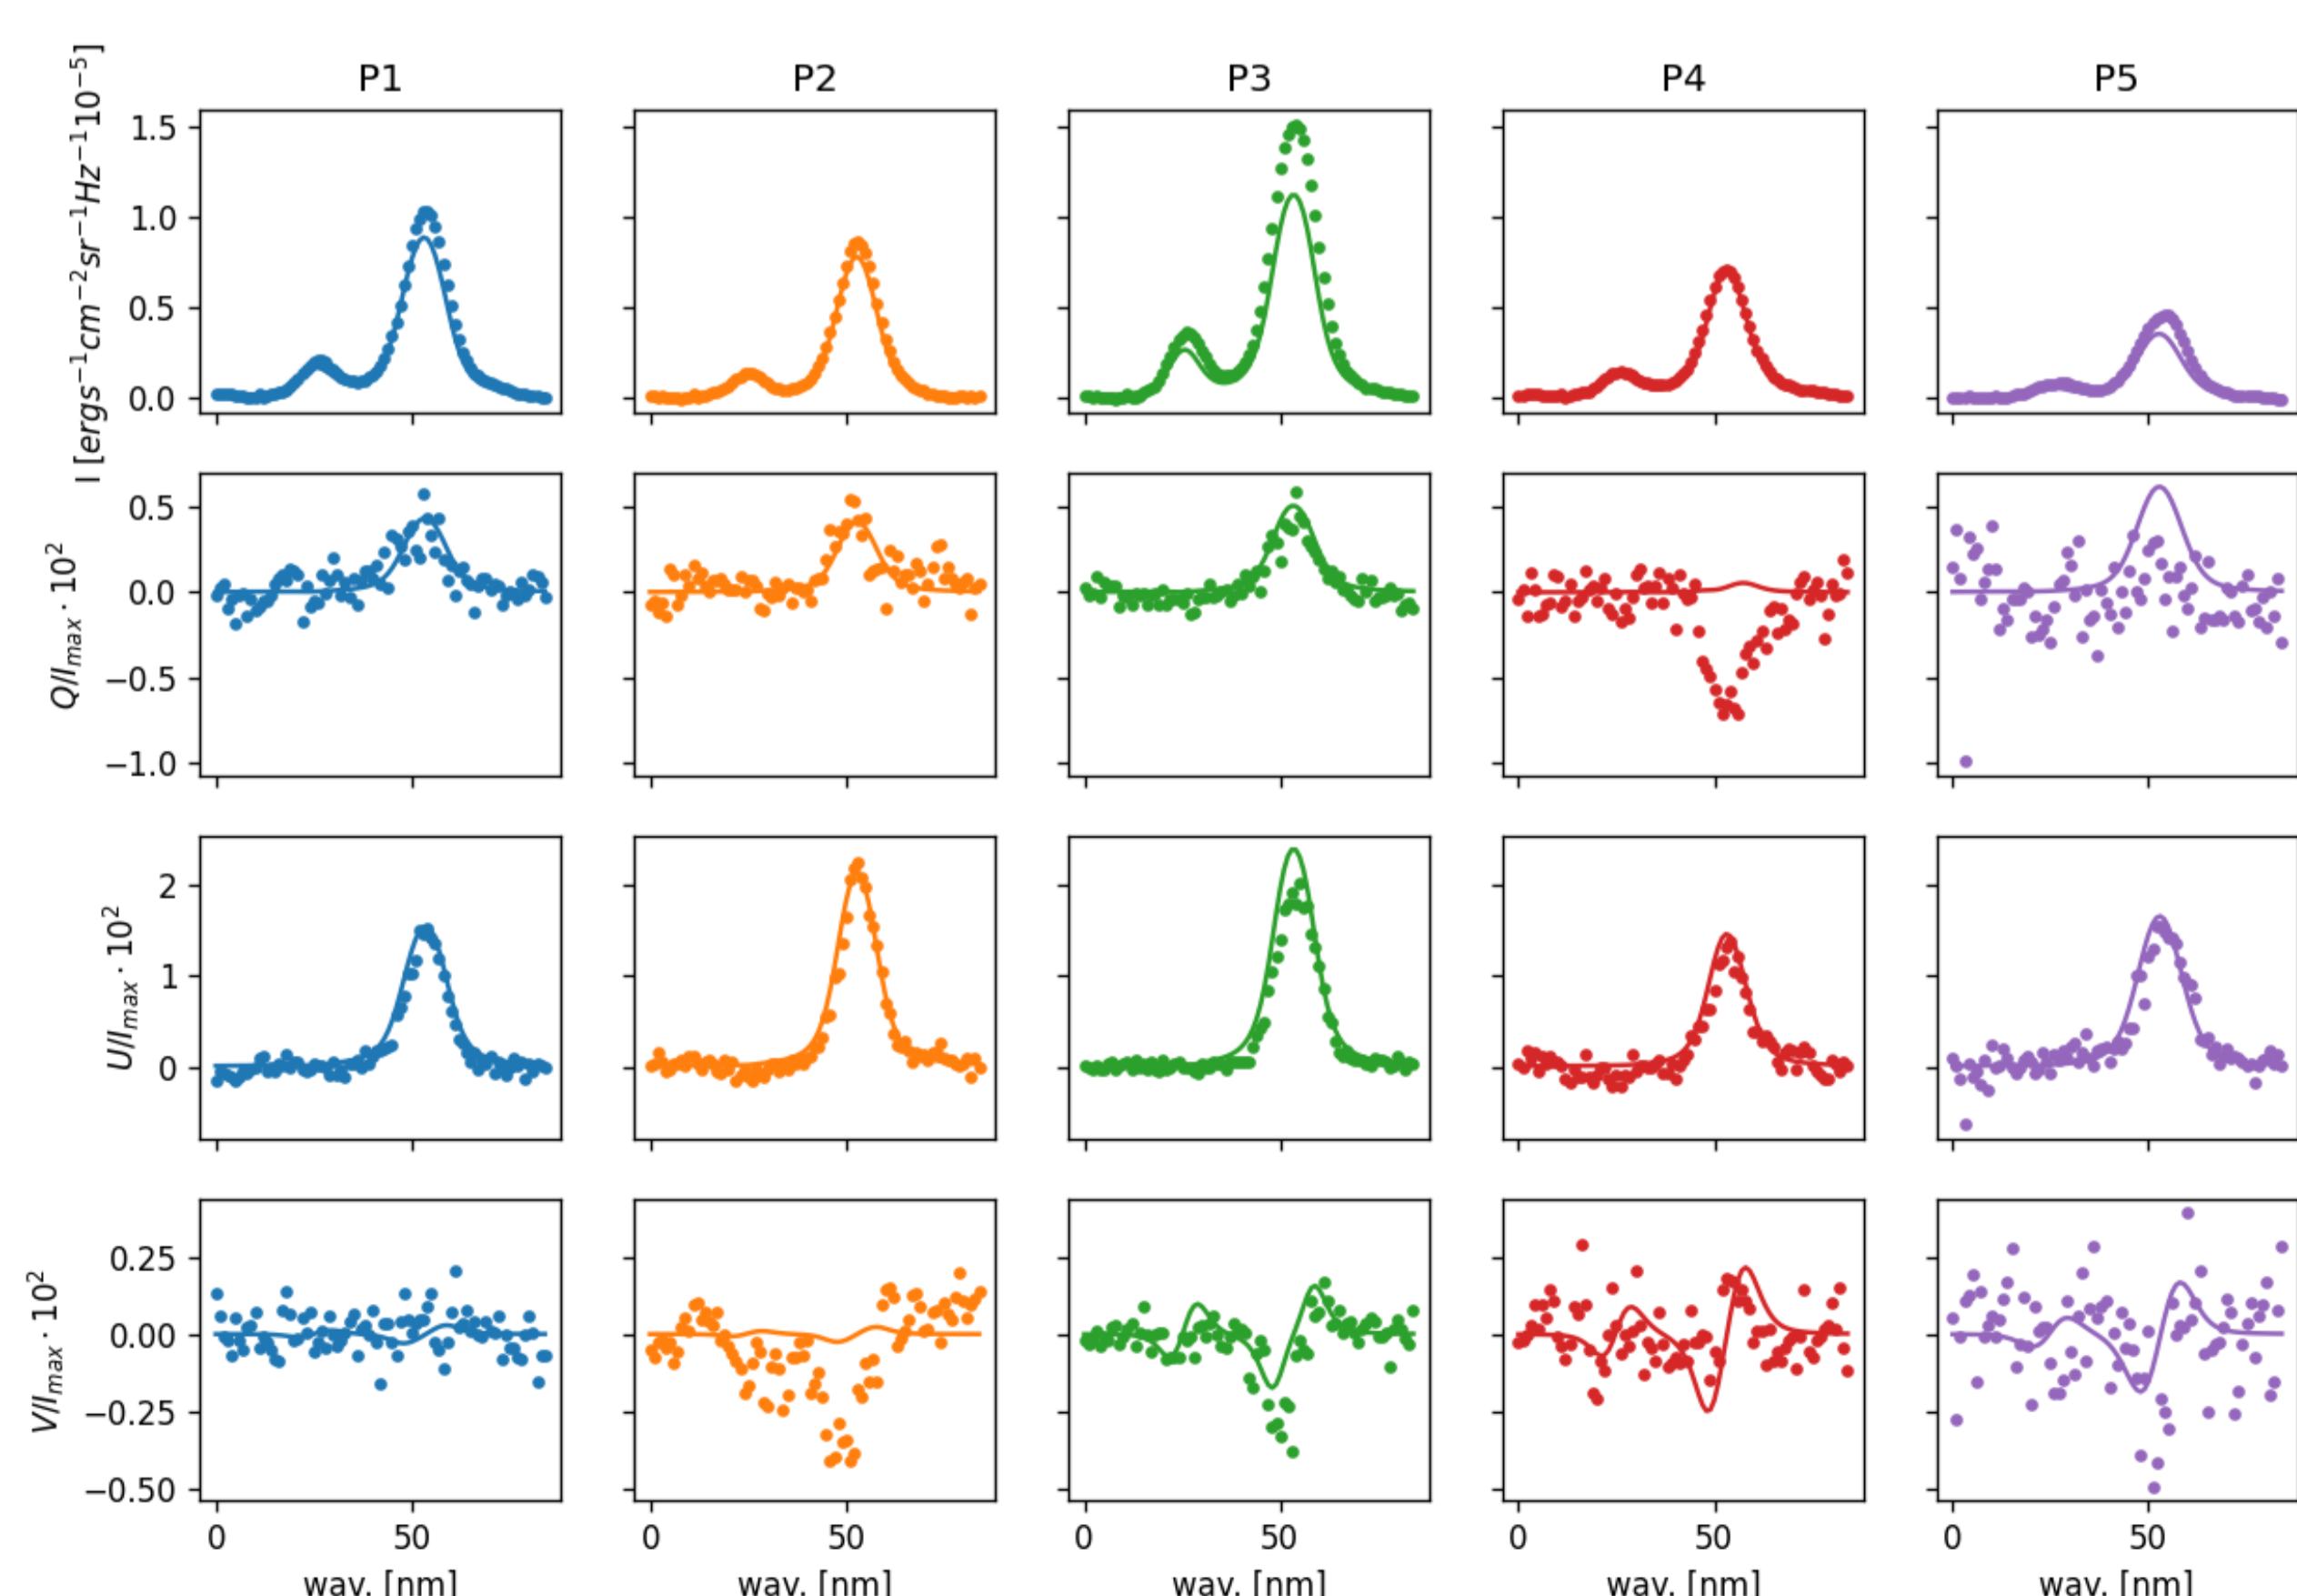 P1 P2 P3 P4 P5
I [ergs⁻¹cm⁻²sr⁻¹Hz⁻¹10⁻⁵]
1.5
1.0
0.5
0.0
Q/I_max · 10²
0.5
0.0
−0.5
−1.0
U/I_max · 10²
2
1
0
V/I_max · 10²
0.25
0.00
−0.25
−0.50
0 50 0 50 0 50 0 50 0 50
wav. [nm] wav. [nm] wav. [nm] wav. [nm] wav. [nm]